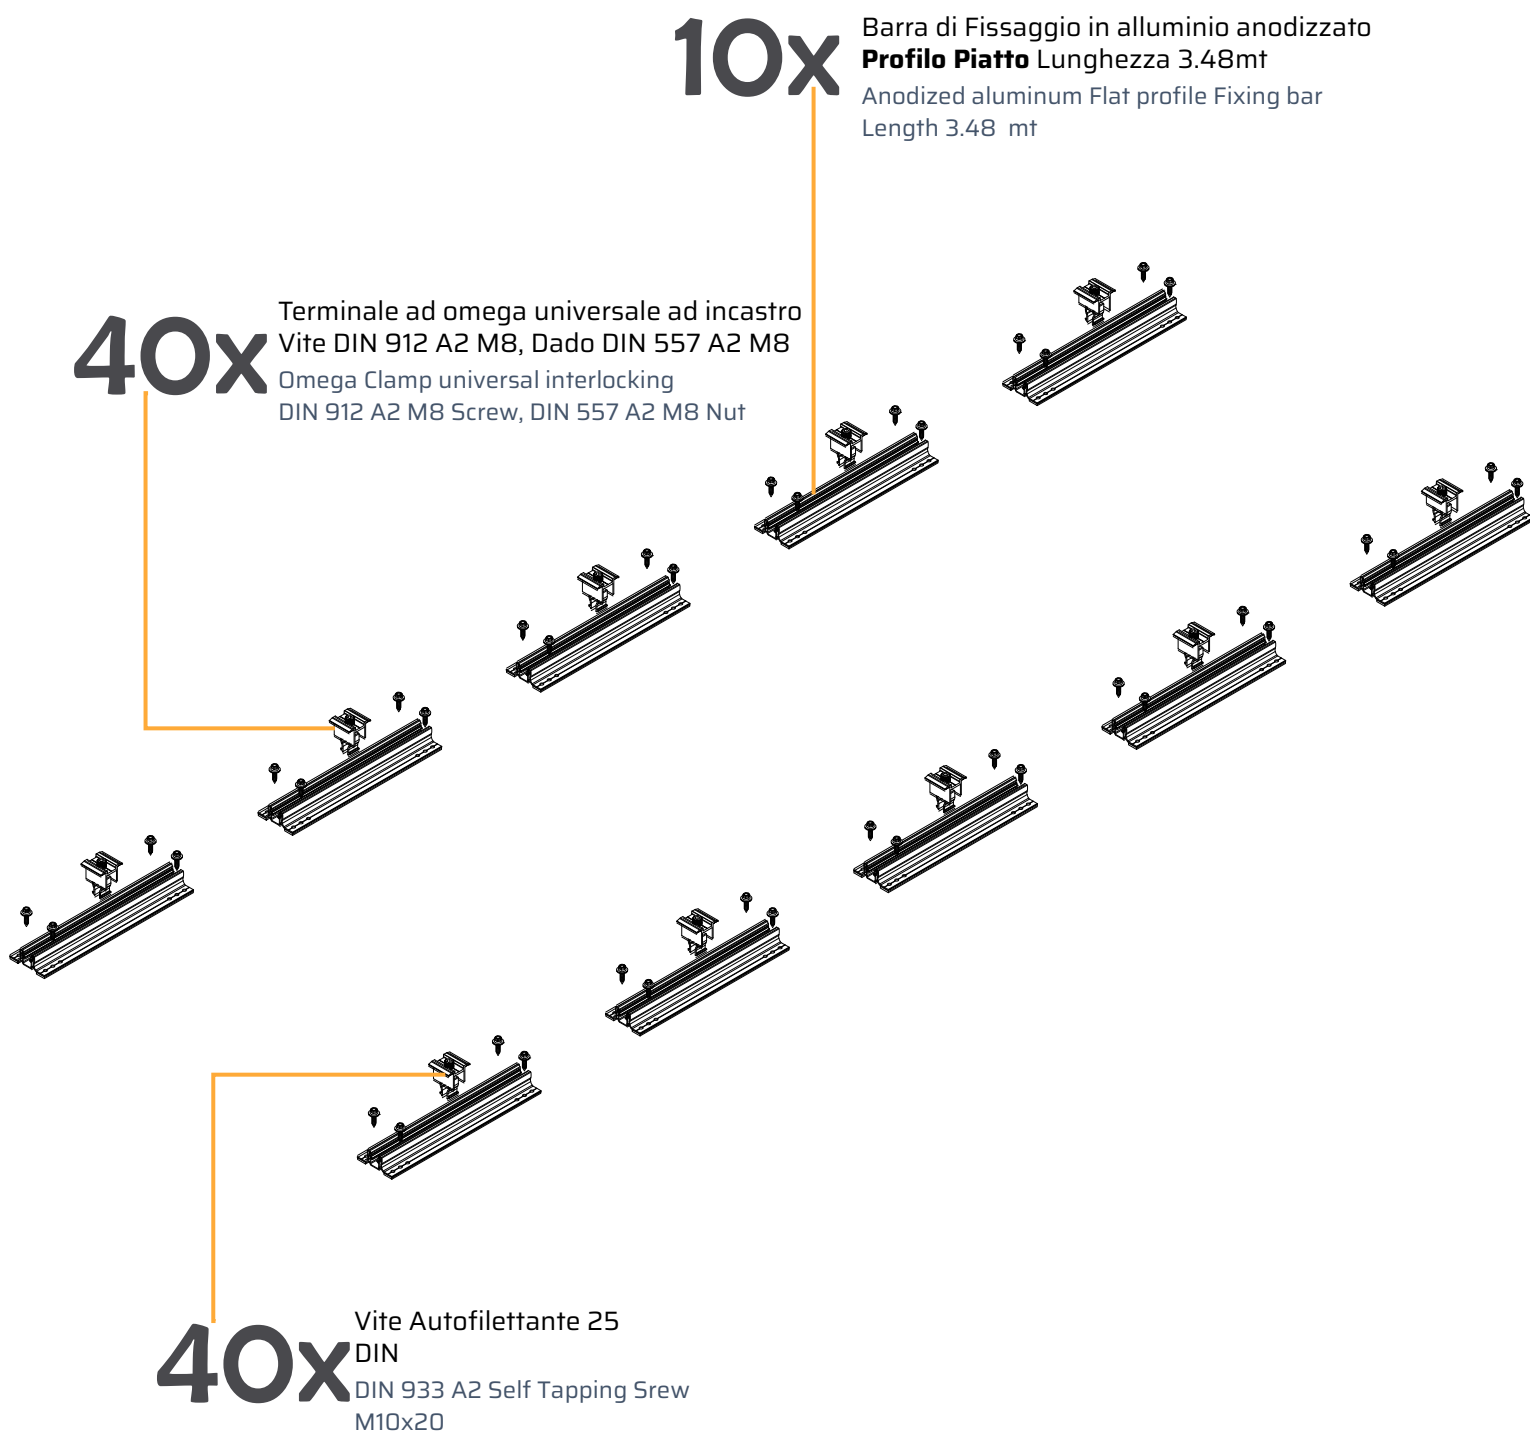 10x
Barra di Fissaggio in alluminio anodizzato
Profilo Piatto Lunghezza 3.48mt
Anodized aluminum Flat profile Fixing bar
Length 3.48 mt
40x
Terminale ad omega universale ad incastro
Vite DIN 912 A2 M8, Dado DIN 557 A2 M8
Omega Clamp universal interlocking
DIN 912 A2 M8 Screw, DIN 557 A2 M8 Nut
40x
Vite Autofilettante 25
DIN
DIN 933 A2 Self Tapping Srew
M10x20